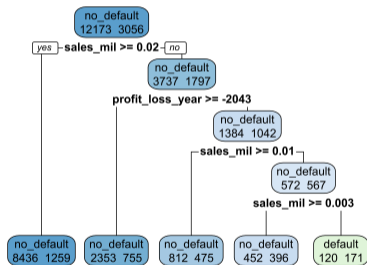 no_default
12173 3056
yes sales_mil >= 0.02 no
no_default
3737 1797
profit_loss_year >= -2043
no_default
1384 1042
sales_mil >= 0.01
no_default
572 567
sales_mil >= 0.003
no_default no_default no_default no_default default
8436 1259 2353 755 812 475 452 396 120 171